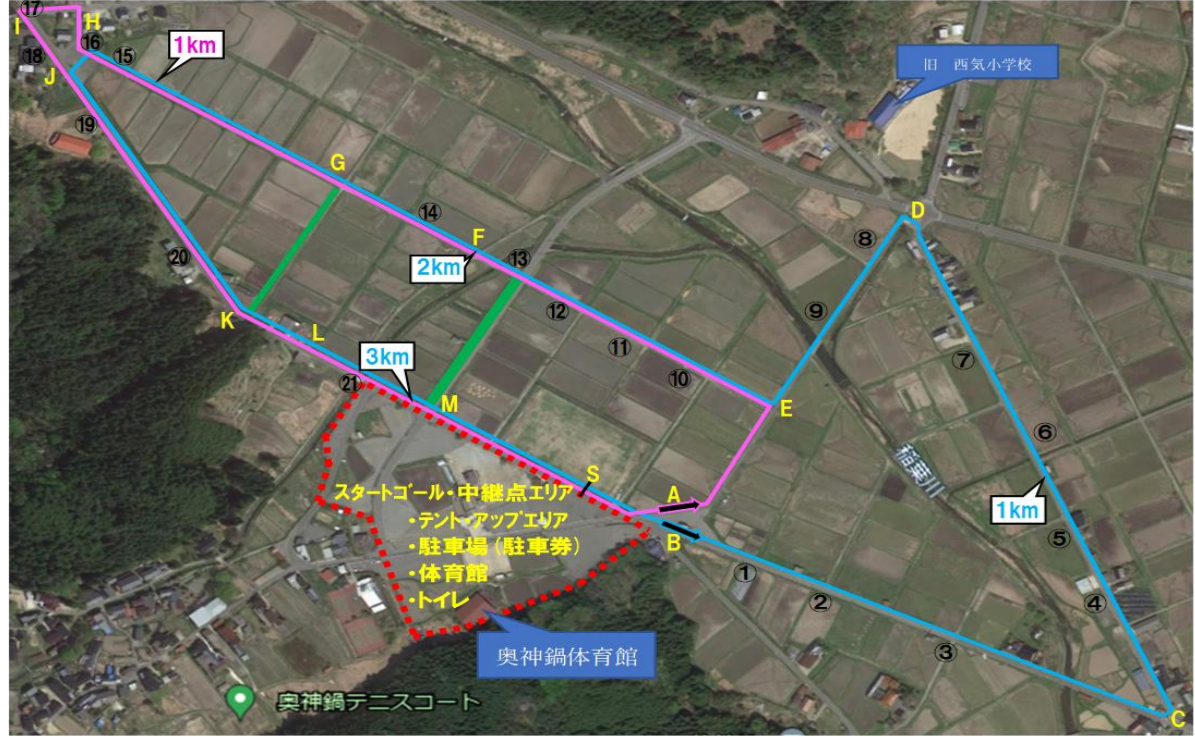 ⑰
I
H
⑯
⑮
1km
⑱
J
旧 西気小学校
⑲
G
⑭
F
D
⑧
⑳
2km
⑬
⑨
⑫
K
L
⑪
⑦
3km
⑩
㉑
M
E
⑥
S
スタートゴール・中継点エリア
A
1km
・テント・アップエリア
B
⑤
・駐車場(駐車券)
①
・体育館
②
④
・トイレ
③
奥神鍋体育館
稲葉川
奥神鍋テニスコート
C